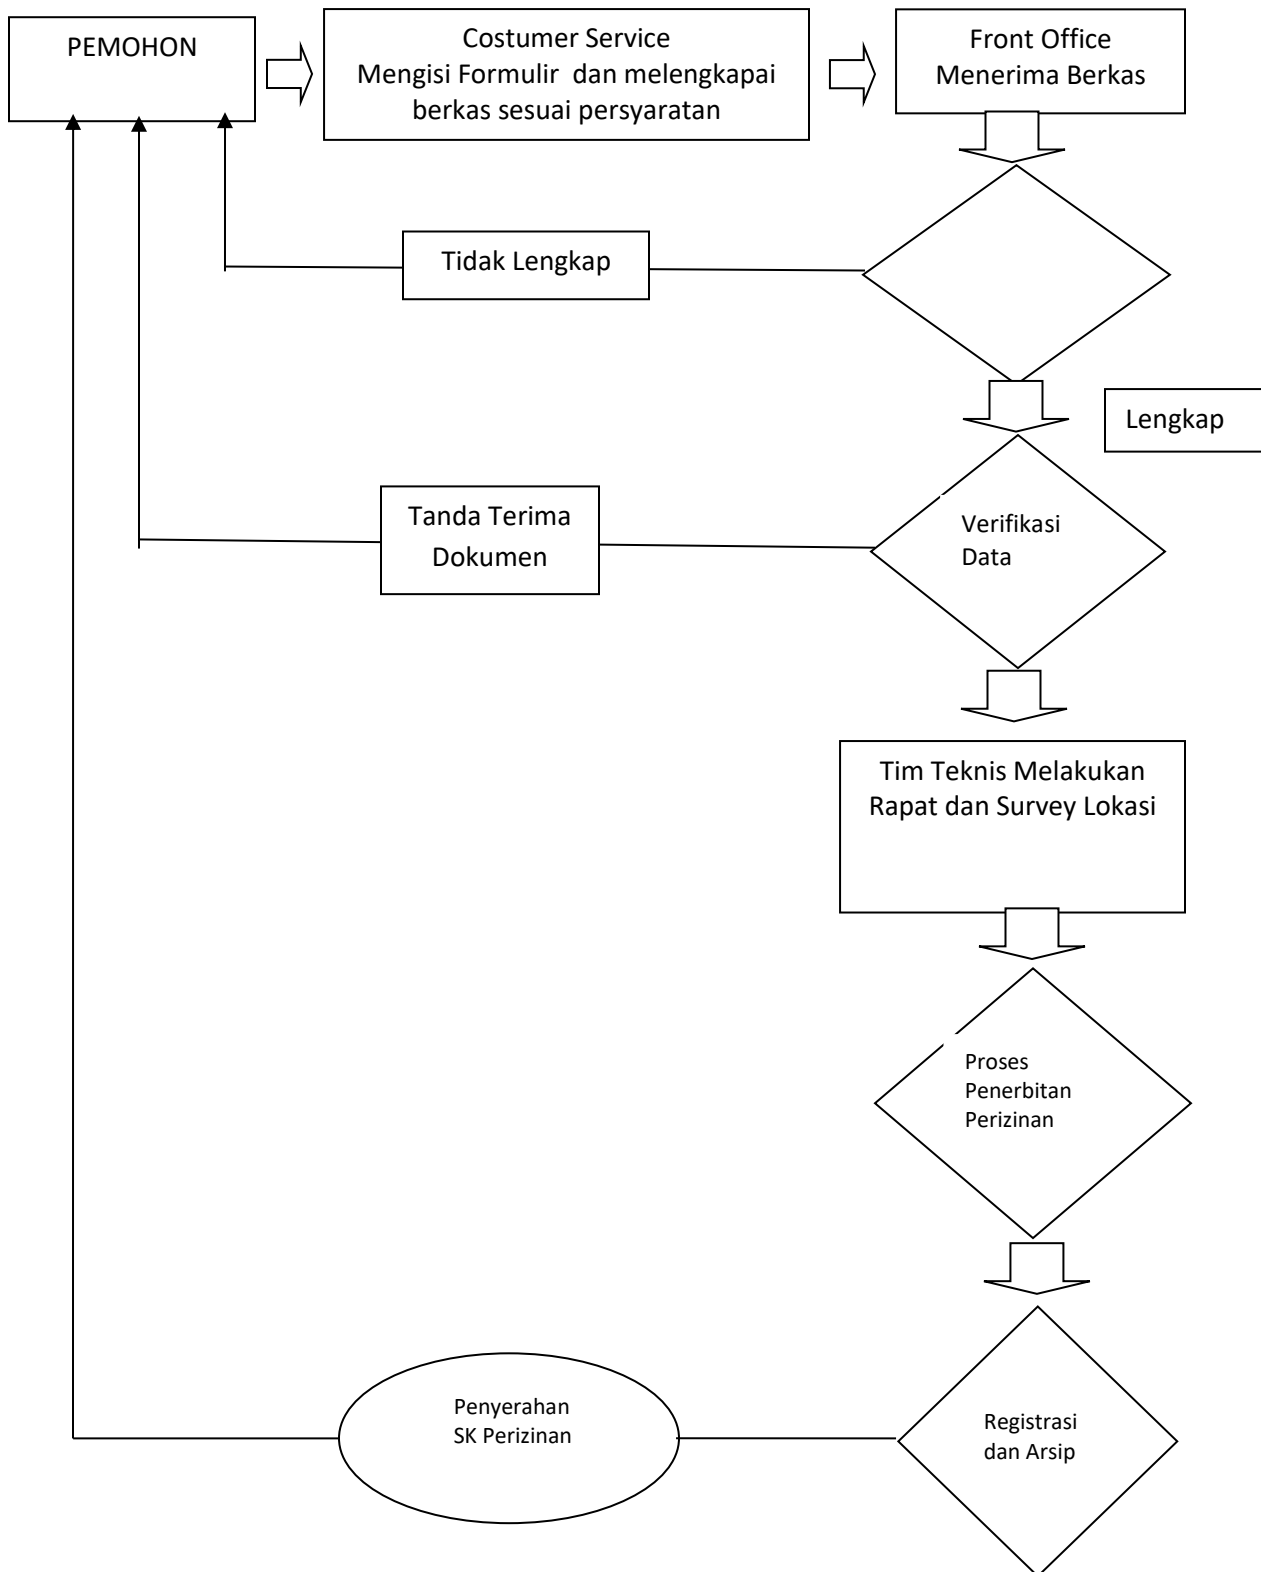 PEMOHON
Costumer Service
Mengisi Formulir dan melengkapai
berkas sesuai persyaratan
Front Office
Menerima Berkas
Tidak Lengkap
Lengkap
Tanda Terima
Dokumen
Verifikasi
Data
Tim Teknis Melakukan
Rapat dan Survey Lokasi
Proses
Penerbitan
Perizinan
Penyerahan
SK Perizinan
Registrasi
dan Arsip